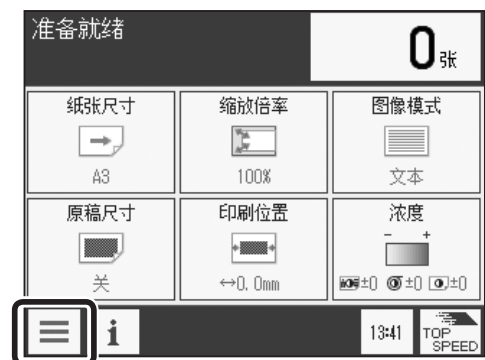 准备就绪
0张
纸张尺寸
A3
缩放倍率
100%
图像模式
文本
原稿尺寸
关
印刷位置
↔0.0mm
浓度
- +
±0 ±0 ±0
i
13:41
TOP
SPEED